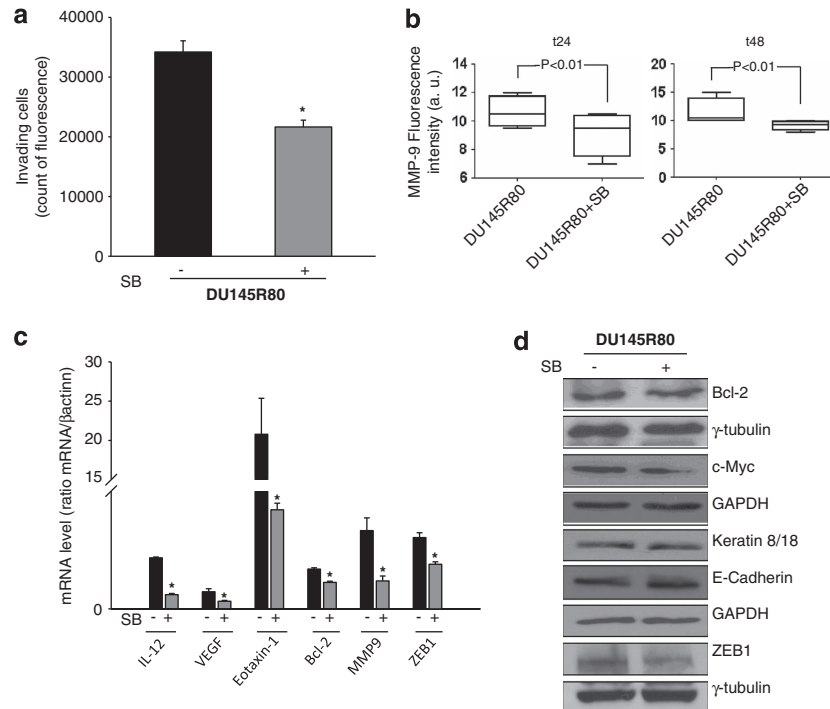 a
Invading cells
(count of fluorescence)
40000
30000
20000
10000
0
*
SB
-
+
DU145R80
b
MMP-9 Fluorescence
intensity (a. u.)
t24
14
12
10
8
6
P<0.01
DU145R80
DU145R80+SB
t48
20
15
10
5
0
P<0.01
DU145R80
DU145R80+SB
c
mRNA level (ratio mRNA/βactinn)
30
25
20
15
0
* * * * * *
SB - + - + - + - + - + - +
IL-12
VEGF
Eotaxin-1
Bcl-2
MMP9
ZEB1
d
DU145R80
SB - +
Bcl-2
γ-tubulin
c-Myc
GAPDH
Keratin 8/18
E-Cadherin
GAPDH
ZEB1
γ-tubulin